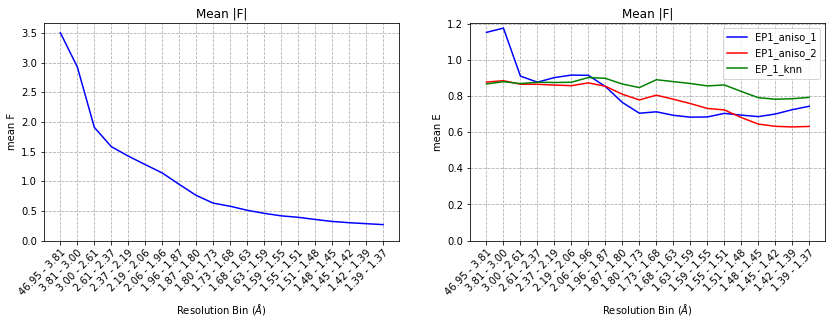 Mean |F|
mean F
3.5
3.0
2.5
2.0
1.5
1.0
0.5
0.0
46.95 - 3.81
3.81 - 3.00
3.00 - 2.61
2.61 - 2.37
2.37 - 2.19
2.19 - 2.06
2.06 - 1.96
1.96 - 1.87
1.87 - 1.80
1.80 - 1.73
1.73 - 1.68
1.68 - 1.63
1.63 - 1.59
1.59 - 1.55
1.55 - 1.51
1.51 - 1.48
1.48 - 1.45
1.45 - 1.42
1.42 - 1.39
1.39 - 1.37
Resolution Bin (Å)
Mean |F|
mean E
1.2
1.0
0.8
0.6
0.4
0.2
0.0
EP1_aniso_1
EP1_aniso_2
EP_1_knn
46.95 - 3.81
3.81 - 3.00
3.00 - 2.61
2.61 - 2.37
2.37 - 2.19
2.19 - 2.06
2.06 - 1.96
1.96 - 1.87
1.87 - 1.80
1.80 - 1.73
1.73 - 1.68
1.68 - 1.63
1.63 - 1.59
1.59 - 1.55
1.55 - 1.51
1.51 - 1.48
1.48 - 1.45
1.45 - 1.42
1.42 - 1.39
1.39 - 1.37
Resolution Bin (Å)